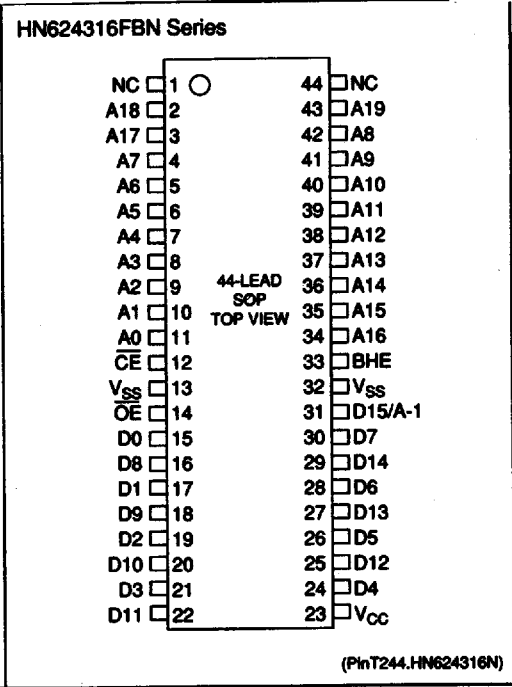 HN624316FBN Series
NC 1 44 NC
A18 2 43 A19
A17 3 42 A8
A7 4 41 A9
A6 5 40 A10
A5 6 39 A11
A4 7 38 A12
A3 8 37 A13
A2 9 44-LEAD SOP TOP VIEW 36 A14
A1 10 35 A15
A0 11 34 A16
C̅E̅ 12 33 BHE
VSS 13 32 VSS
O̅E̅ 14 31 D15/A-1
D0 15 30 D7
D8 16 29 D14
D1 17 28 D6
D9 18 27 D13
D2 19 26 D5
D10 20 25 D12
D3 21 24 D4
D11 22 23 VCC
(PinT244.HN624316N)